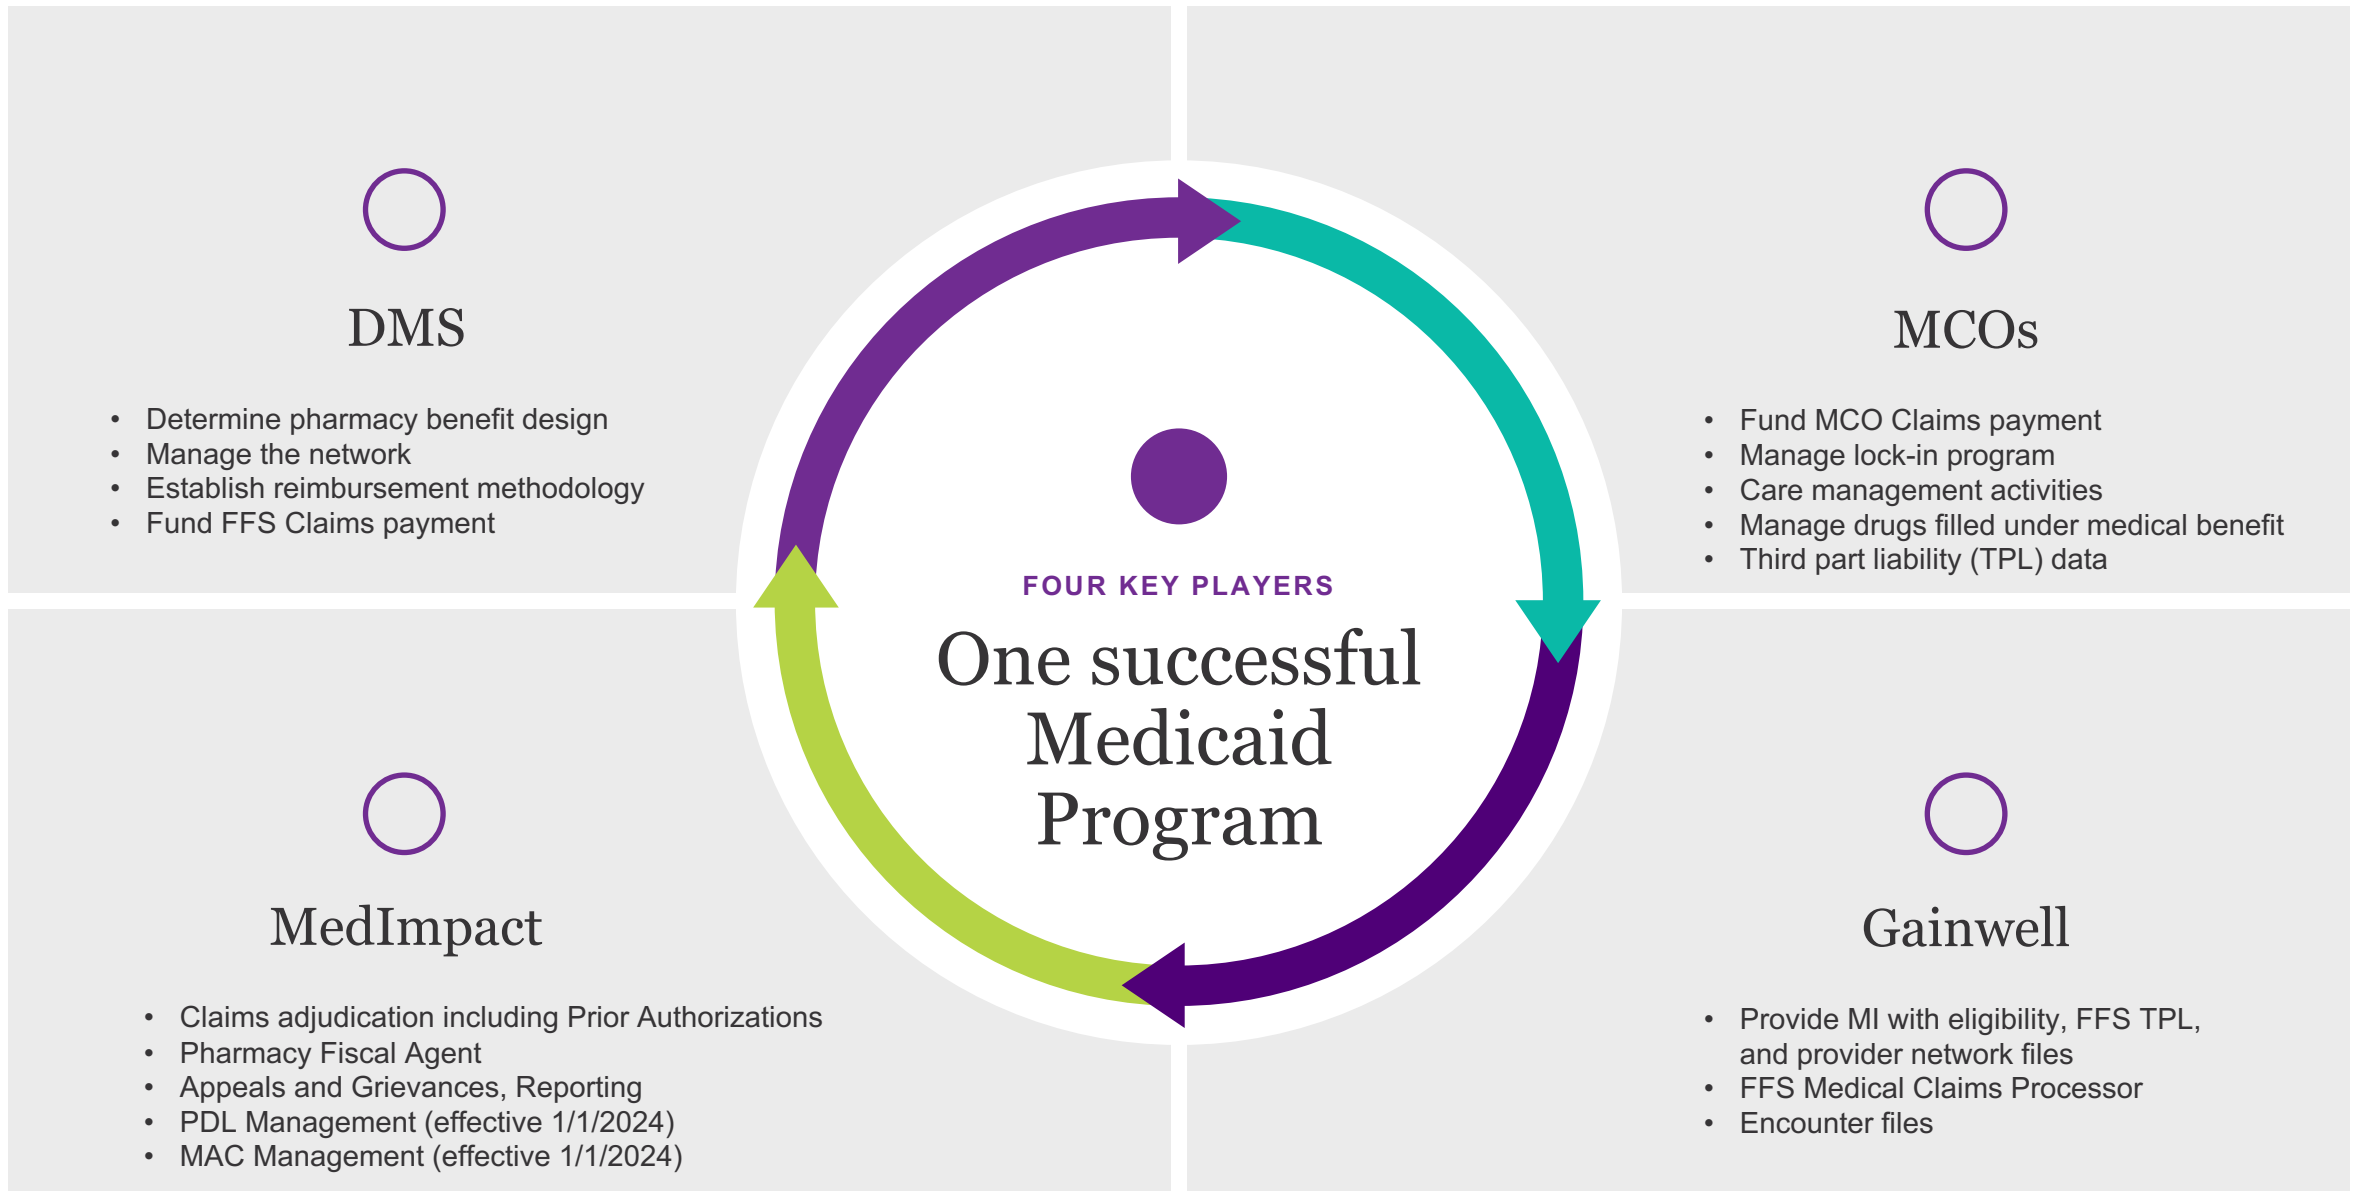 DMS
• Determine pharmacy benefit design
• Manage the network
• Establish reimbursement methodology
• Fund FFS Claims payment
MCOs
• Fund MCO Claims payment
• Manage lock-in program
• Care management activities
• Manage drugs filled under medical benefit
• Third part liability (TPL) data
FOUR KEY PLAYERS
One successful
Medicaid
Program
MedImpact
• Claims adjudication including Prior Authorizations
• Pharmacy Fiscal Agent
• Appeals and Grievances, Reporting
• PDL Management (effective 1/1/2024)
• MAC Management (effective 1/1/2024)
Gainwell
• Provide MI with eligibility, FFS TPL,
and provider network files
• FFS Medical Claims Processor
• Encounter files